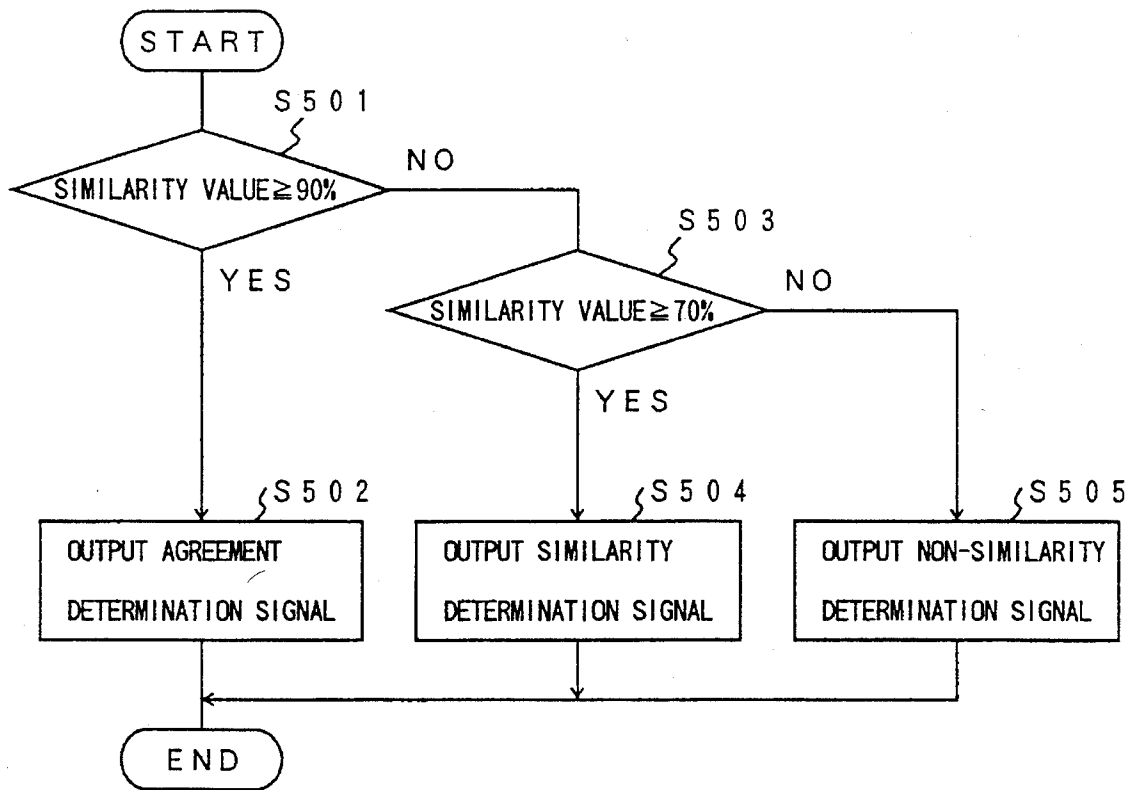 START
S501
SIMILARITY VALUE≧90%
NO
YES
S503
SIMILARITY VALUE≧70%
NO
YES
S502
OUTPUT AGREEMENT
DETERMINATION SIGNAL
S504
OUTPUT SIMILARITY
DETERMINATION SIGNAL
S505
OUTPUT NON-SIMILARITY
DETERMINATION SIGNAL
END